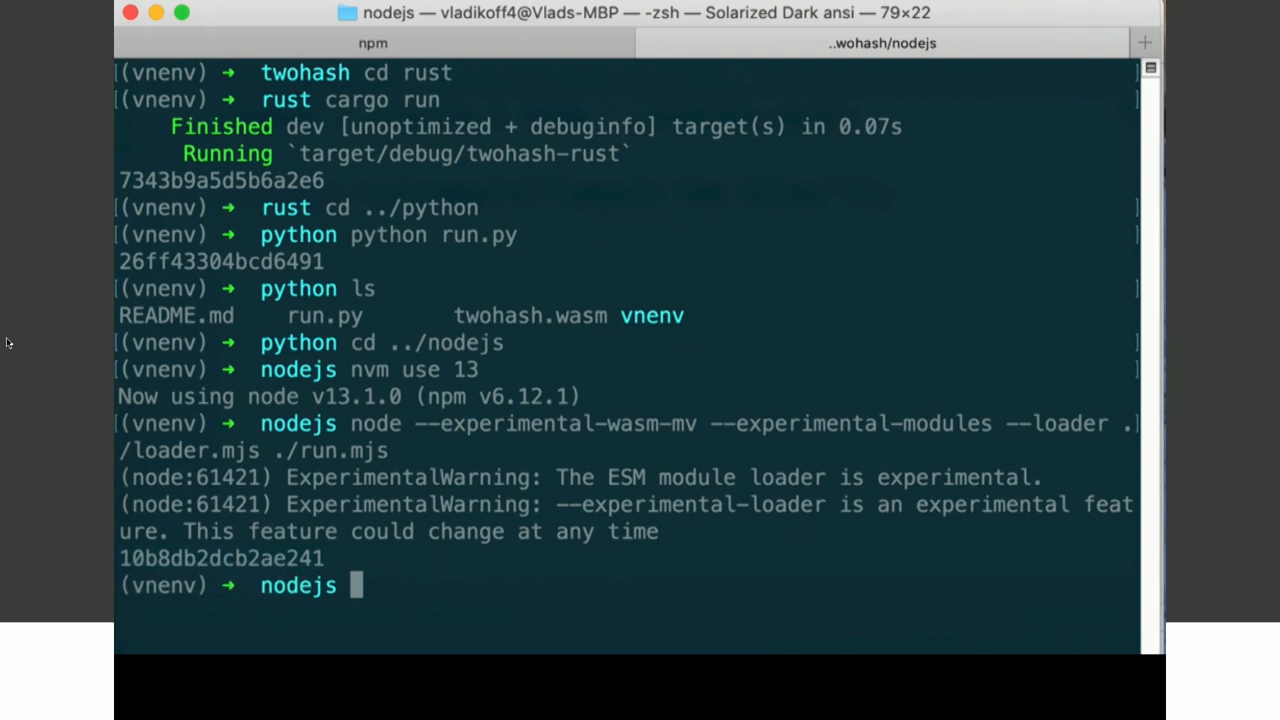 nodejs — vladikoff4@Vlads-MBP — -zsh — Solarized Dark ansi — 79×22
npm
..wohash/nodejs
[(vnenv) ➜  twohash cd rust ]
[(vnenv) ➜  rust cargo run ]
Finished dev [unoptimized + debuginfo] target(s) in 0.07s
Running `target/debug/twohash-rust`
7343b9a5d5b6a2e6
[(vnenv) ➜  rust cd ../python ]
[(vnenv) ➜  python python run.py ]
26ff43304bcd6491
[(vnenv) ➜  python ls ]
README.md    run.py       twohash.wasm vnenv
[(vnenv) ➜  python cd ../nodejs ]
[(vnenv) ➜  nodejs nvm use 13 ]
Now using node v13.1.0 (npm v6.12.1)
[(vnenv) ➜  nodejs node --experimental-wasm-mv --experimental-modules --loader .]
/loader.mjs ./run.mjs
(node:61421) ExperimentalWarning: The ESM module loader is experimental.
(node:61421) ExperimentalWarning: --experimental-loader is an experimental feat
ure. This feature could change at any time
10b8db2dcb2ae241
(vnenv) ➜  nodejs